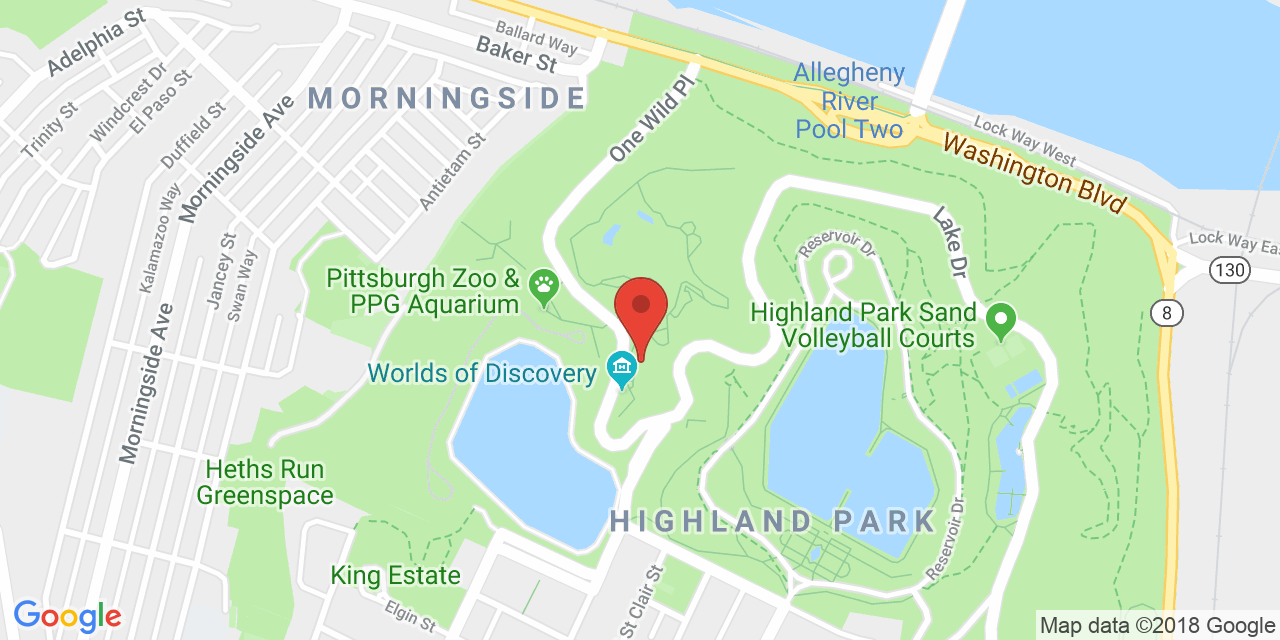 Adelphia St
Ballard Way
Baker St
Windcrest Dr
El Paso St
Trinity St
Duffield St
MORNINGSIDE
One Wild Pl
Allegheny
River
Pool Two
Lock Way West
Washington Blvd
Morningside Ave
Antietam St
Kalamazoo Way
Jancey St
Swan Way
Lake Dr
Reservoir Dr
Lock Way East
130
8
Pittsburgh Zoo &
PPG Aquarium
Highland Park Sand
Volleyball Courts
Morningside Ave
Worlds of Discovery
Heths Run
Greenspace
HIGHLAND PARK
Reservoir Dr
King Estate
Elgin St
St Clair St
Google
Map data ©2018 Google